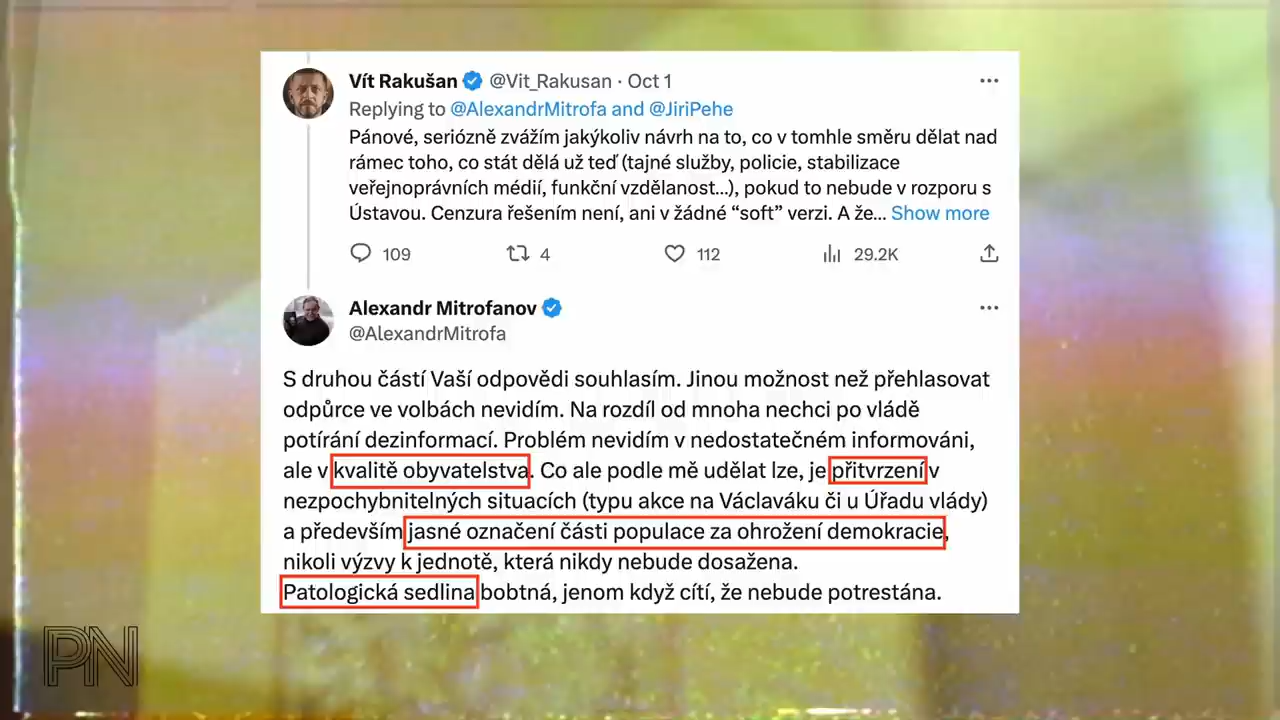 Vít Rakušan @Vit_Rakusan · Oct 1
Replying to @AlexandrMitrofa and @JiriPehe
Pánové, seriózně zvážím jakýkoliv návrh na to, co v tomhle směru dělat nad
rámec toho, co stát dělá už teď (tajné služby, policie, stabilizace
veřejnoprávních médií, funkční vzdělanost...), pokud to nebude v rozporu s
Ústavou. Cenzura řešením není, ani v žádné “soft” verzi. A že... Show more
109 4 112 29.2K
Alexandr Mitrofanov
@AlexandrMitrofa
S druhou částí Vaší odpovědi souhlasím. Jinou možnost než přehlasovat
odpůrce ve volbách nevidím. Na rozdíl od mnoha nechci po vládě
potírání dezinformací. Problém nevidím v nedostatečném informováni,
ale v kvalitě obyvatelstva. Co ale podle mě udělat lze, je přitvrzení v
nezpochybnitelných situacích (typu akce na Václaváku či u Úřadu vlády)
a především jasné označení části populace za ohrožení demokracie,
nikoli výzvy k jednotě, která nikdy nebude dosažena.
Patologická sedlina bobtná, jenom když cítí, že nebude potrestána.
PN